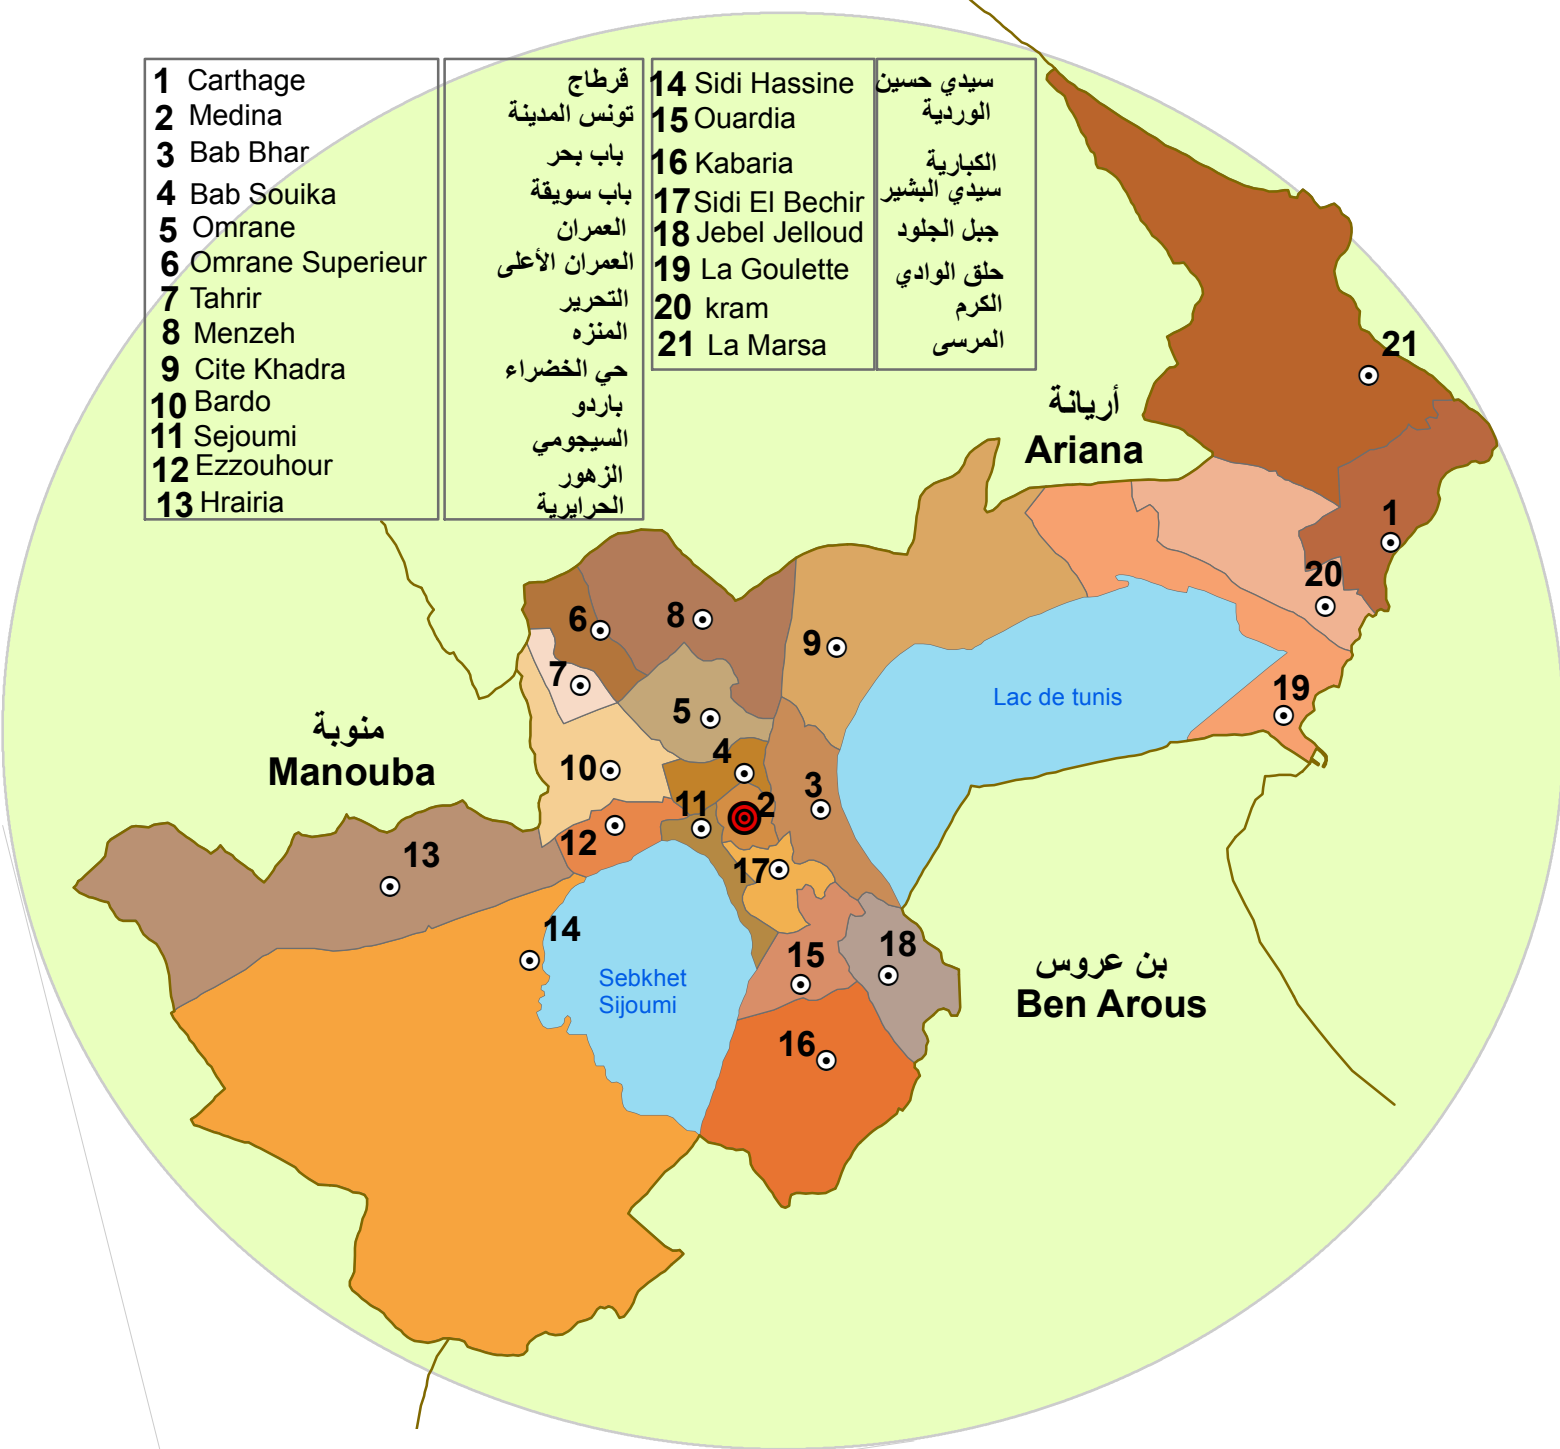 1 Carthage قرطاج
2 Medina تونس المدينة
3 Bab Bhar باب بحر
4 Bab Souika باب سويقة
5 Omrane العمران
6 Omrane Superieur العمران الأعلى
7 Tahrir التحرير
8 Menzeh المنزه
9 Cite Khadra حي الخضراء
10 Bardo باردو
11 Sejoumi السيجومي
12 Ezzouhour الزهور
13 Hrairia الحرايرية
14 Sidi Hassine سيدي حسين
15 Ouardia الوردية
16 Kabaria الكبارية
17 Sidi El Bechir سيدي البشير
18 Jebel Jelloud جبل الجلود
19 La Goulette حلق الوادي
20 kram الكرم
21 La Marsa المرسى
21
أريانة
Ariana
1
20
6
8
9
7
19
Lac de tunis
5
منوبة
Manouba
4
10
3
11
2
12
13
17
14
18
15
بن عروس
Ben Arous
Sebkhet
Sijoumi
16